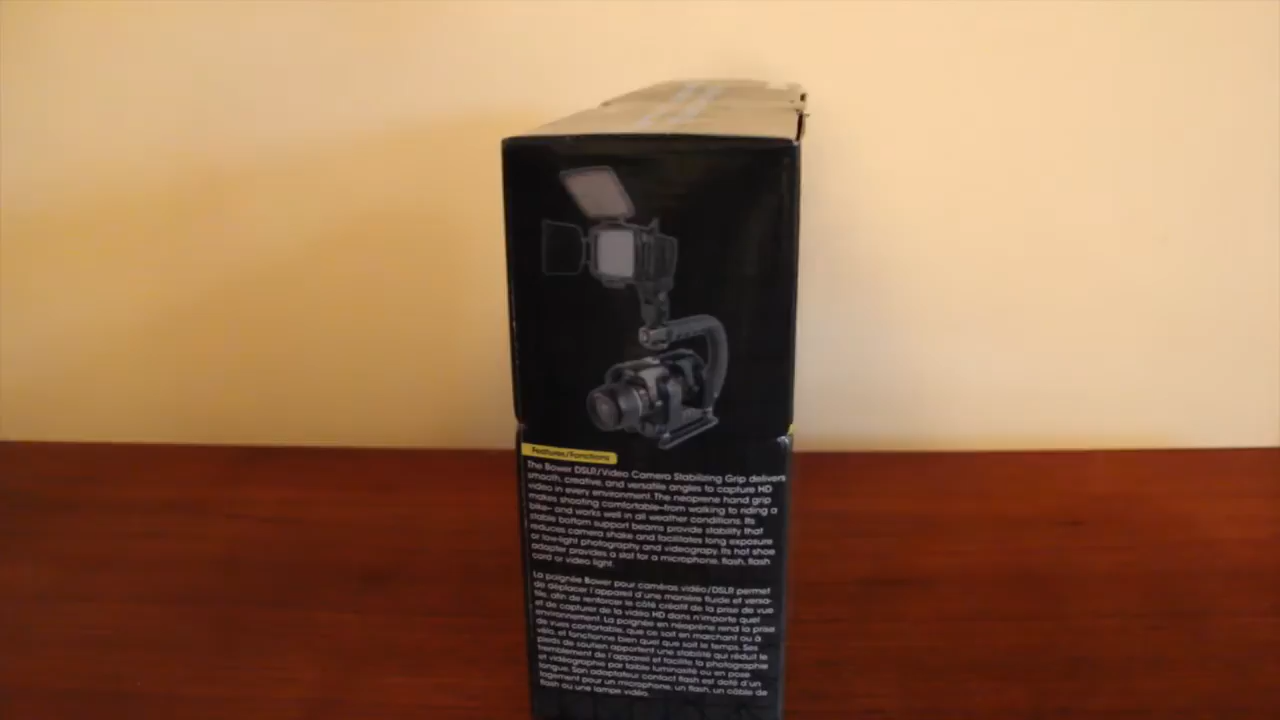 Features/Fonctions
The Bower DSLR/Video Camera Stabilizing Grip delivers
smooth, creative, and versatile angles to capture HD
video in every environment. The neoprene hand grip
makes shooting comfortable–from walking to riding a
bike– and works well in all weather conditions. Its
stable bottom support beams provide stability that
reduces camera shake and facilitates long exposure
or low-light photography and videograpy. Its hot shoe
adapter provides a slot for a microphone, flash, flash
cord or video light.
La poignée Bower pour caméras vidéo/DSLR permet
de déplacer l'appareil d'une manière fluide et versa-
tile, afin de renforcer le côté créatif de la prise de vue
et de capturer de la vidéo HD dans n'importe quel
environnement. La poignée en néoprène rend la prise
de vues confortable, que ce soit en marchant ou à
vélo, et fonctionne bien quel que soit le temps. Ses
pieds de soutien apportent une stabilité qui réduit le
tremblement de l'appareil et facilite la photographie
et vidéographie par faible luminosité ou en pose
longue. Son adaptateur contact flash est doté d'un
logement pour un microphone, un flash, un câble de
flash ou une lampe vidéo.